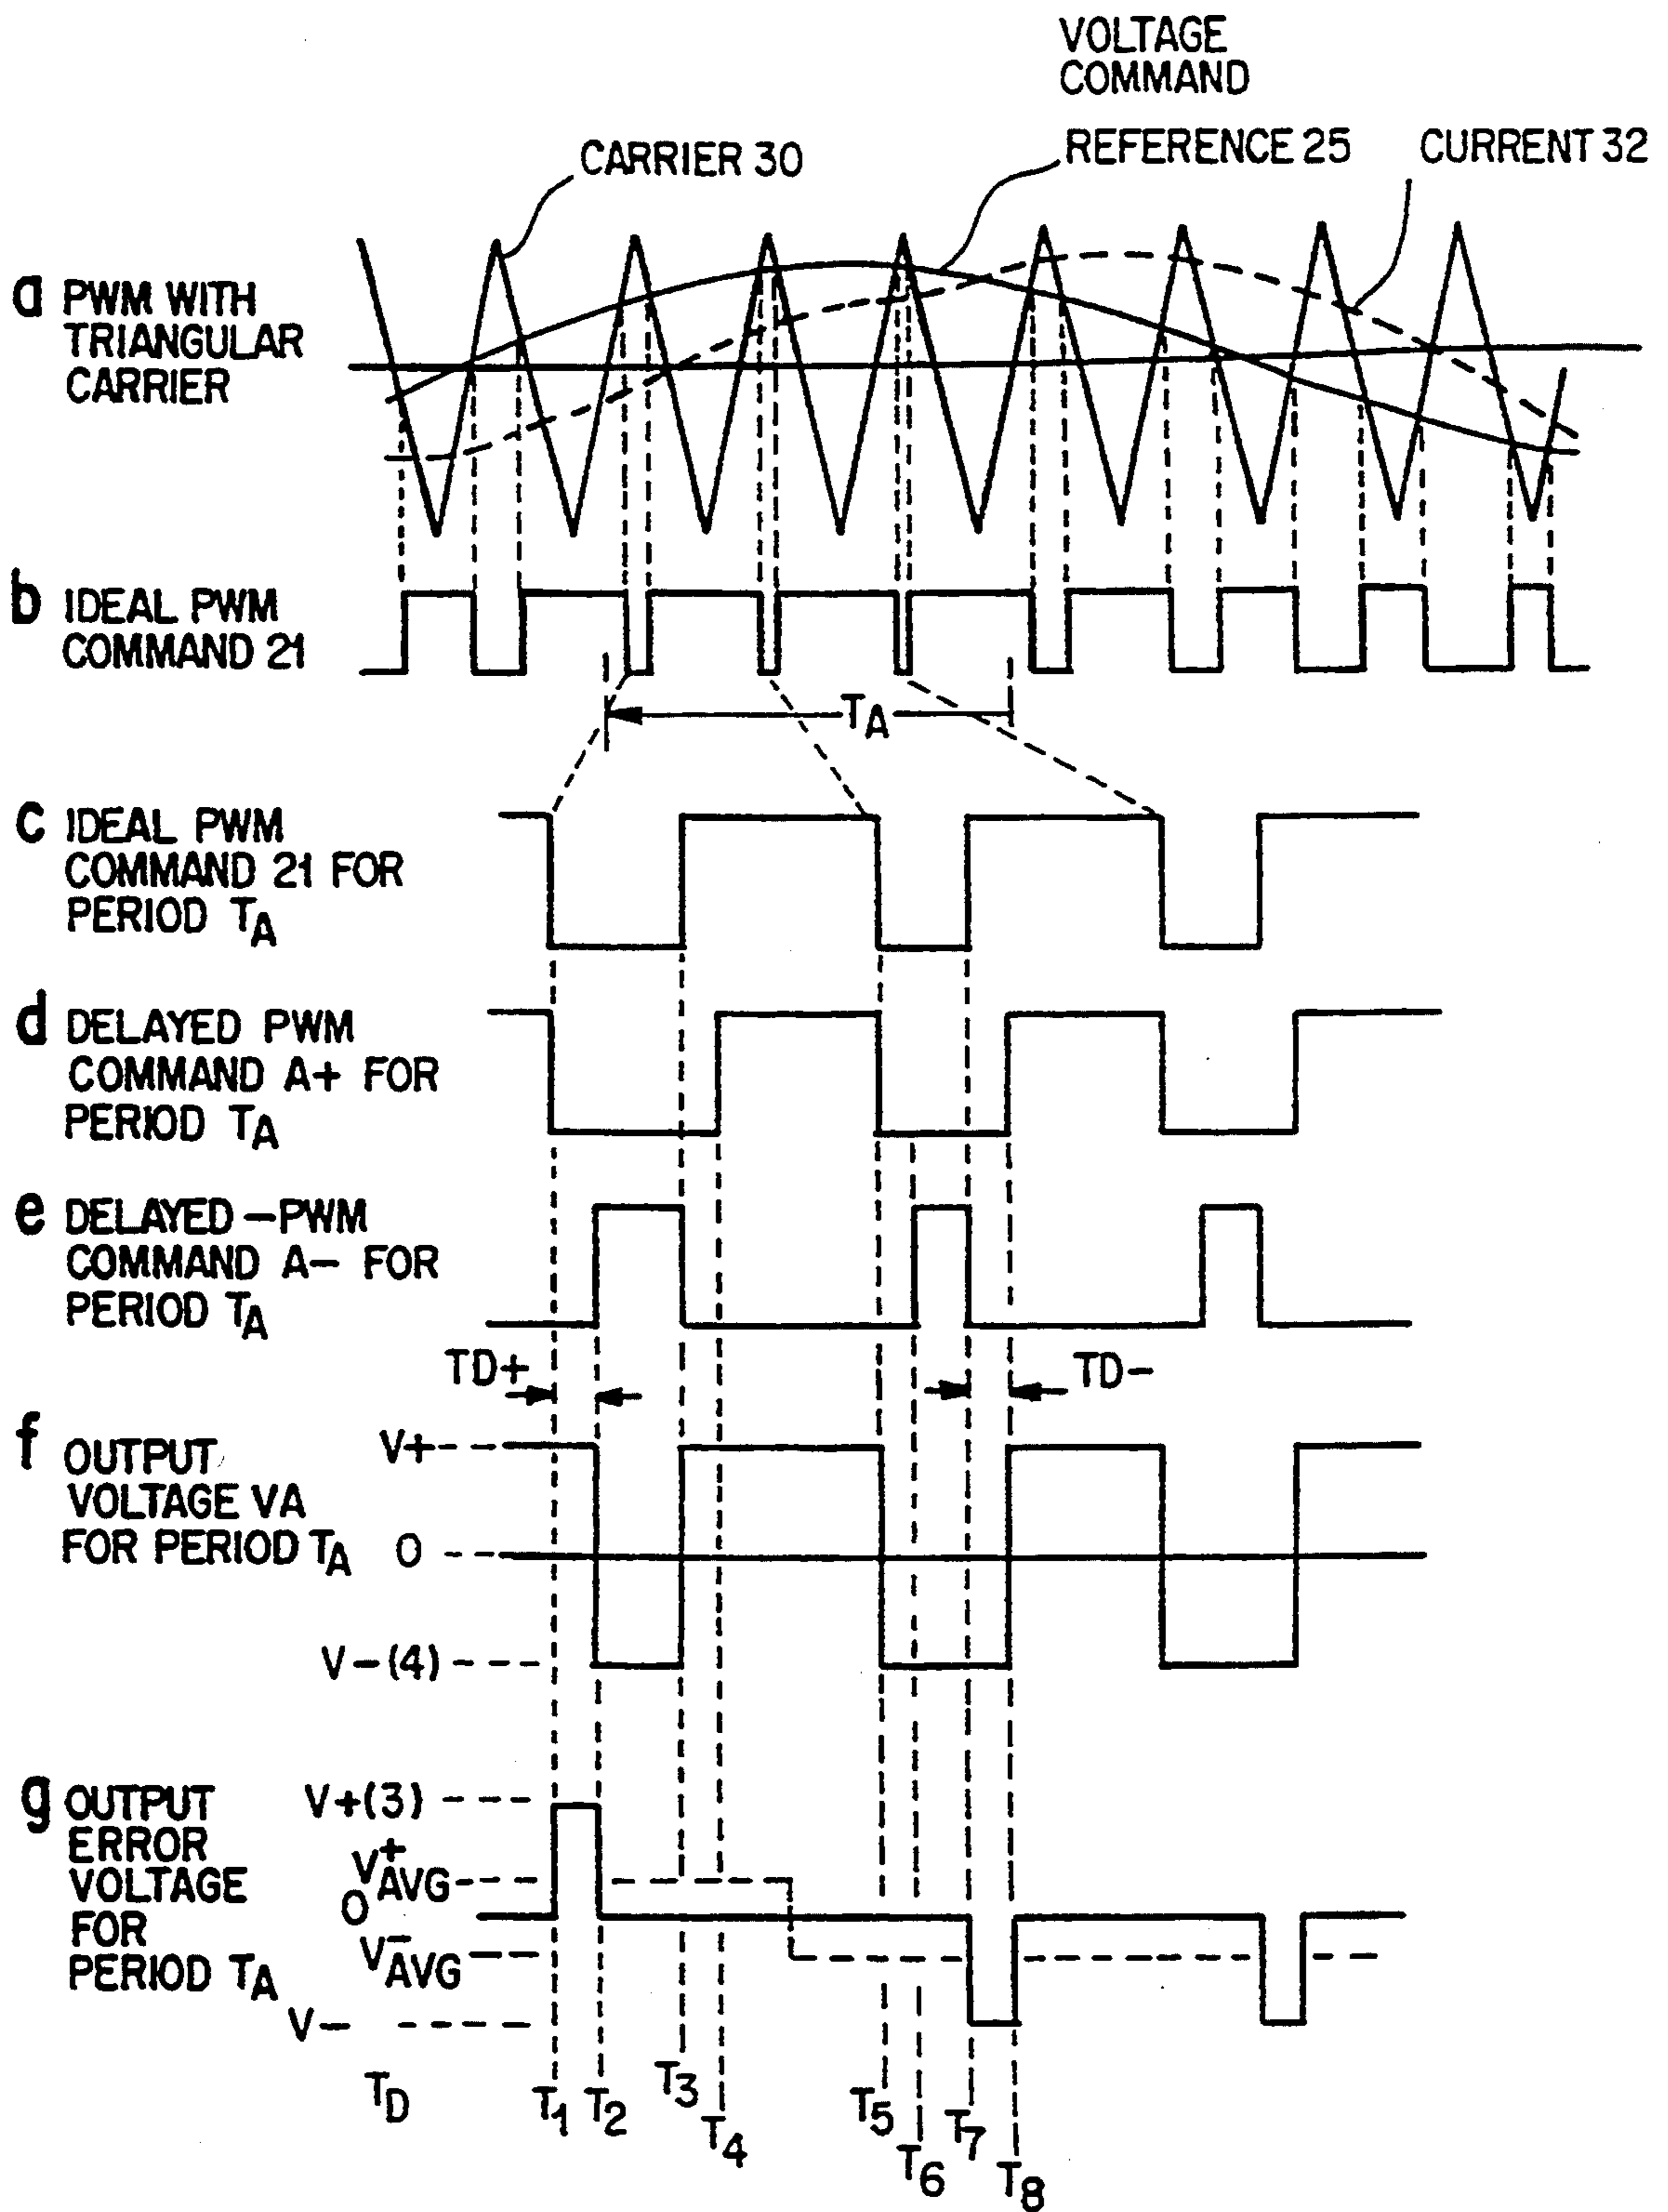 VOLTAGE
COMMAND
CARRIER 30
REFERENCE 25
CURRENT 32
a PWM WITH
TRIANGULAR
CARRIER
b IDEAL PWM
COMMAND 21
TA
c IDEAL PWM
COMMAND 21 FOR
PERIOD TA
d DELAYED PWM
COMMAND A+ FOR
PERIOD TA
e DELAYED -PWM
COMMAND A- FOR
PERIOD TA
TD+
TD-
f OUTPUT
VOLTAGE VA
FOR PERIOD TA
V+
0
V-(4)
g OUTPUT
ERROR
VOLTAGE
FOR
PERIOD TA
V+(3)
V+AVG
0
V-AVG
V-
TD
T1
T2
T3
T4
T5
T6
T7
T8